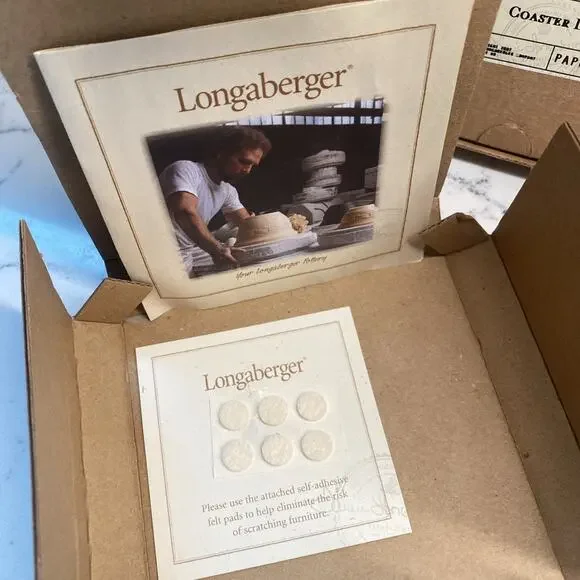 Longaberger®
Your Longaberger Pottery
COASTER
PAP
Longaberger®
Please use the attached self-adhesive
felt pads to help eliminate the risk
of scratching furniture.